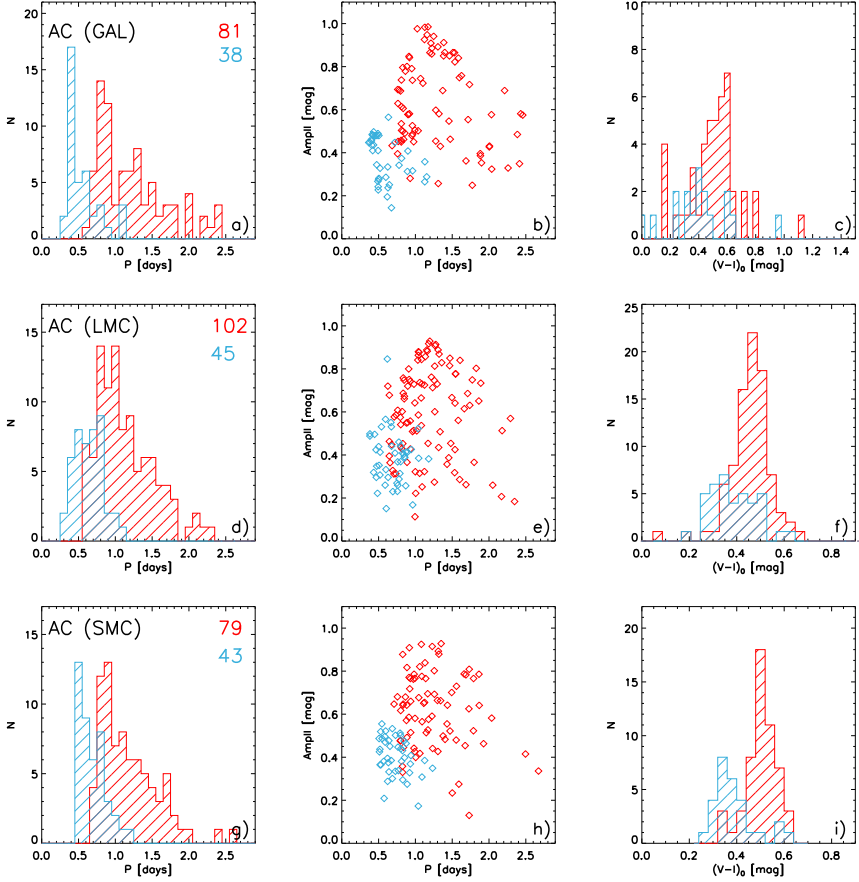 AC (GAL) 81
38
20
15
10
5
0
N
0.0 0.5 1.0 1.5 2.0 2.5
P [days]
a)
1.0
0.8
0.6
0.4
0.2
0.0
AmplI [mag]
0.0 0.5 1.0 1.5 2.0 2.5
P [days]
b)
10
8
6
4
2
0
N
0.0 0.2 0.4 0.6 0.8 1.0 1.2 1.4
(V-I)0 [mag]
c)
AC (LMC) 102
45
15
10
5
0
N
0.0 0.5 1.0 1.5 2.0 2.5
P [days]
d)
1.0
0.8
0.6
0.4
0.2
0.0
AmplI [mag]
0.0 0.5 1.0 1.5 2.0 2.5
P [days]
e)
25
20
15
10
5
0
N
0.0 0.2 0.4 0.6 0.8
(V-I)0 [mag]
f)
AC (SMC) 79
43
15
10
5
0
N
0.0 0.5 1.0 1.5 2.0 2.5
P [days]
g)
1.0
0.8
0.6
0.4
0.2
0.0
AmplI [mag]
0.0 0.5 1.0 1.5 2.0 2.5
P [days]
h)
20
15
10
5
0
N
0.0 0.2 0.4 0.6 0.8
(V-I)0 [mag]
i)